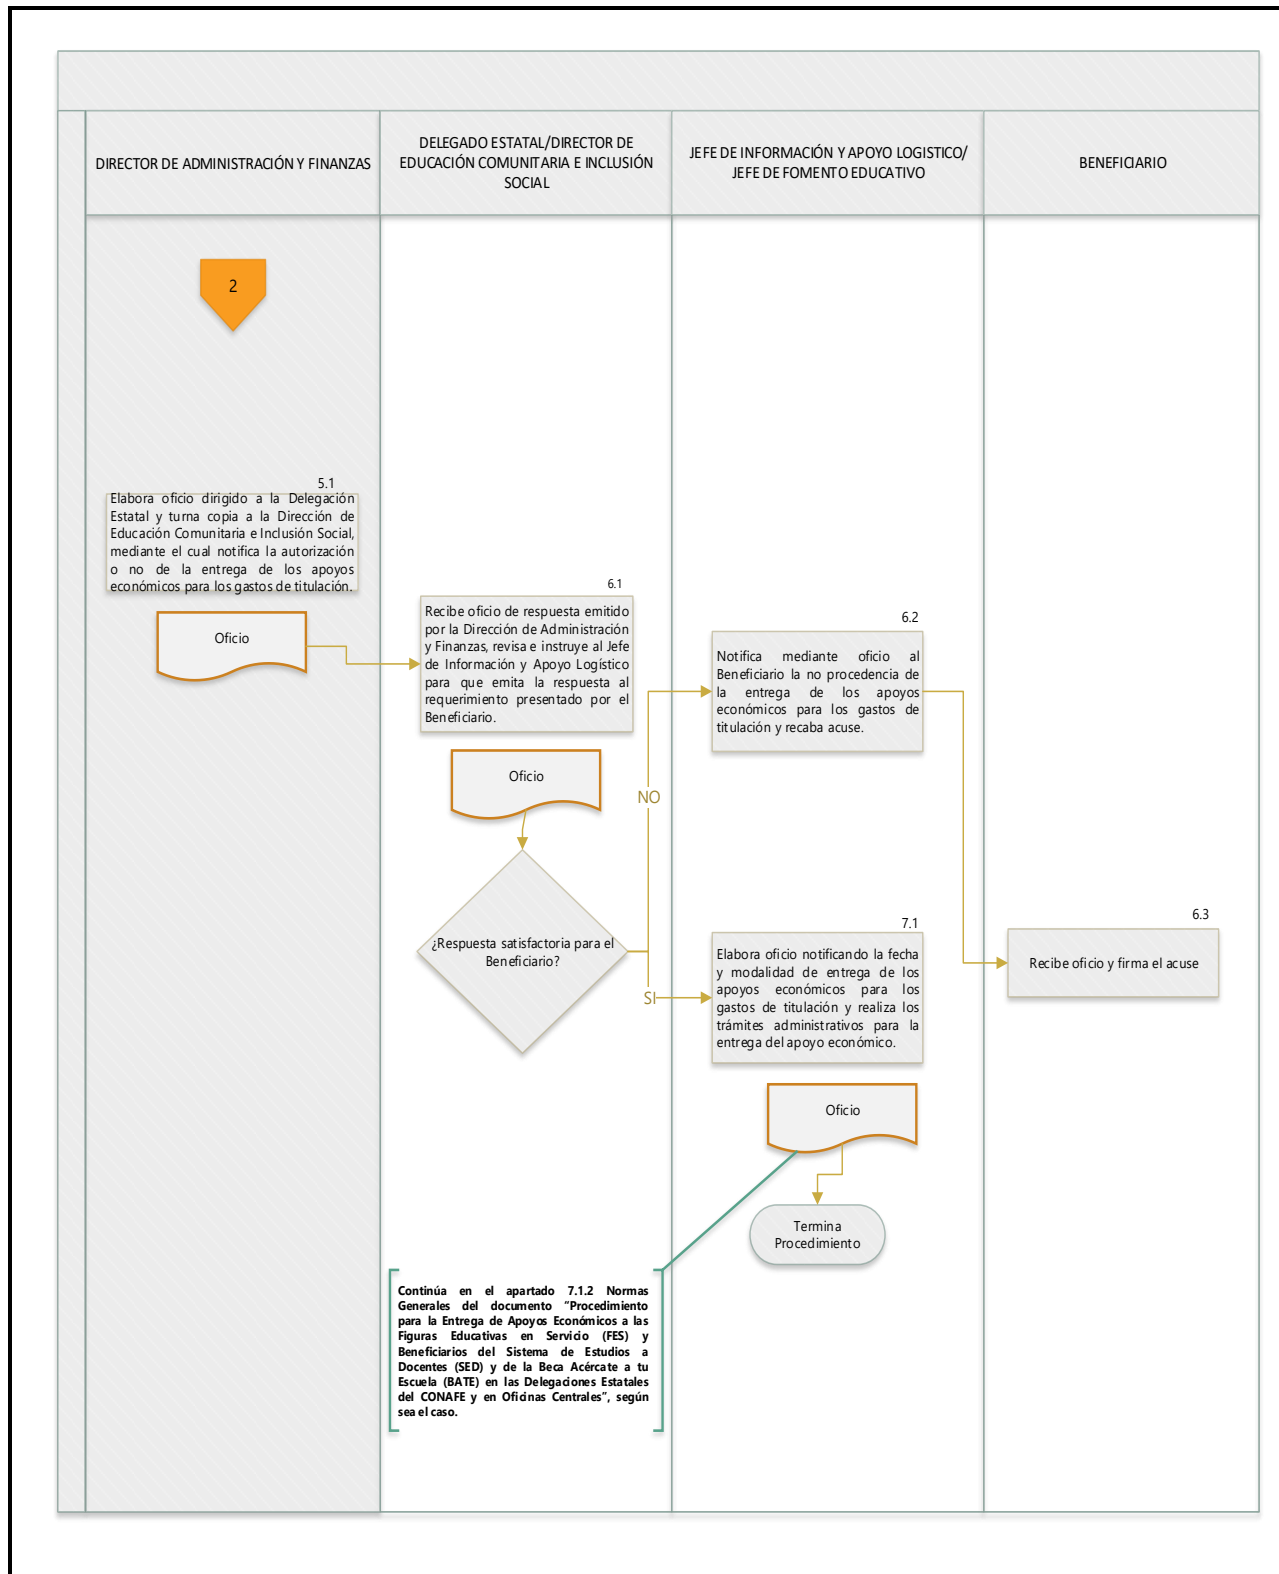 DIRECTOR DE ADMINISTRACIÓN Y FINANZAS
DELEGADO ESTATAL/DIRECTOR DE
EDUCACIÓN COMUNITARIA E INCLUSIÓN
SOCIAL
JEFE DE INFORMACIÓN Y APOYO LOGISTICO/
JEFE DE FOMENTO EDUCATIVO
BENEFICIARIO
2
5.1
Elabora oficio dirigido a la Delegación
Estatal y turna copia a la Dirección de
Educación Comunitaria e Inclusión Social,
mediante el cual notifica la autorización
o no de la entrega de los apoyos
económicos para los gastos de titulación.
Oficio
6.1
Recibe oficio de respuesta emitido
por la Dirección de Administración
y Finanzas, revisa e instruye al Jefe
de Información y Apoyo Logístico
para que emita la respuesta al
requerimiento presentado por el
Beneficiario.
Oficio
¿Respuesta satisfactoria para el
Beneficiario?
NO
SI
6.2
Notifica mediante oficio al
Beneficiario la no procedencia de
la entrega de los apoyos
económicos para los gastos de
titulación y recaba acuse.
6.3
Recibe oficio y firma el acuse
7.1
Elabora oficio notificando la fecha
y modalidad de entrega de los
apoyos económicos para los
gastos de titulación y realiza los
trámites administrativos para la
entrega del apoyo económico.
Oficio
Termina
Procedimiento
Continúa en el apartado 7.1.2 Normas
Generales del documento “Procedimiento
para la Entrega de Apoyos Económicos a las
Figuras Educativas en Servicio (FES) y
Beneficiarios del Sistema de Estudios a
Docentes (SED) y de la Beca Acércate a tu
Escuela (BATE) en las Delegaciones Estatales
del CONAFE y en Oficinas Centrales”, según
sea el caso.